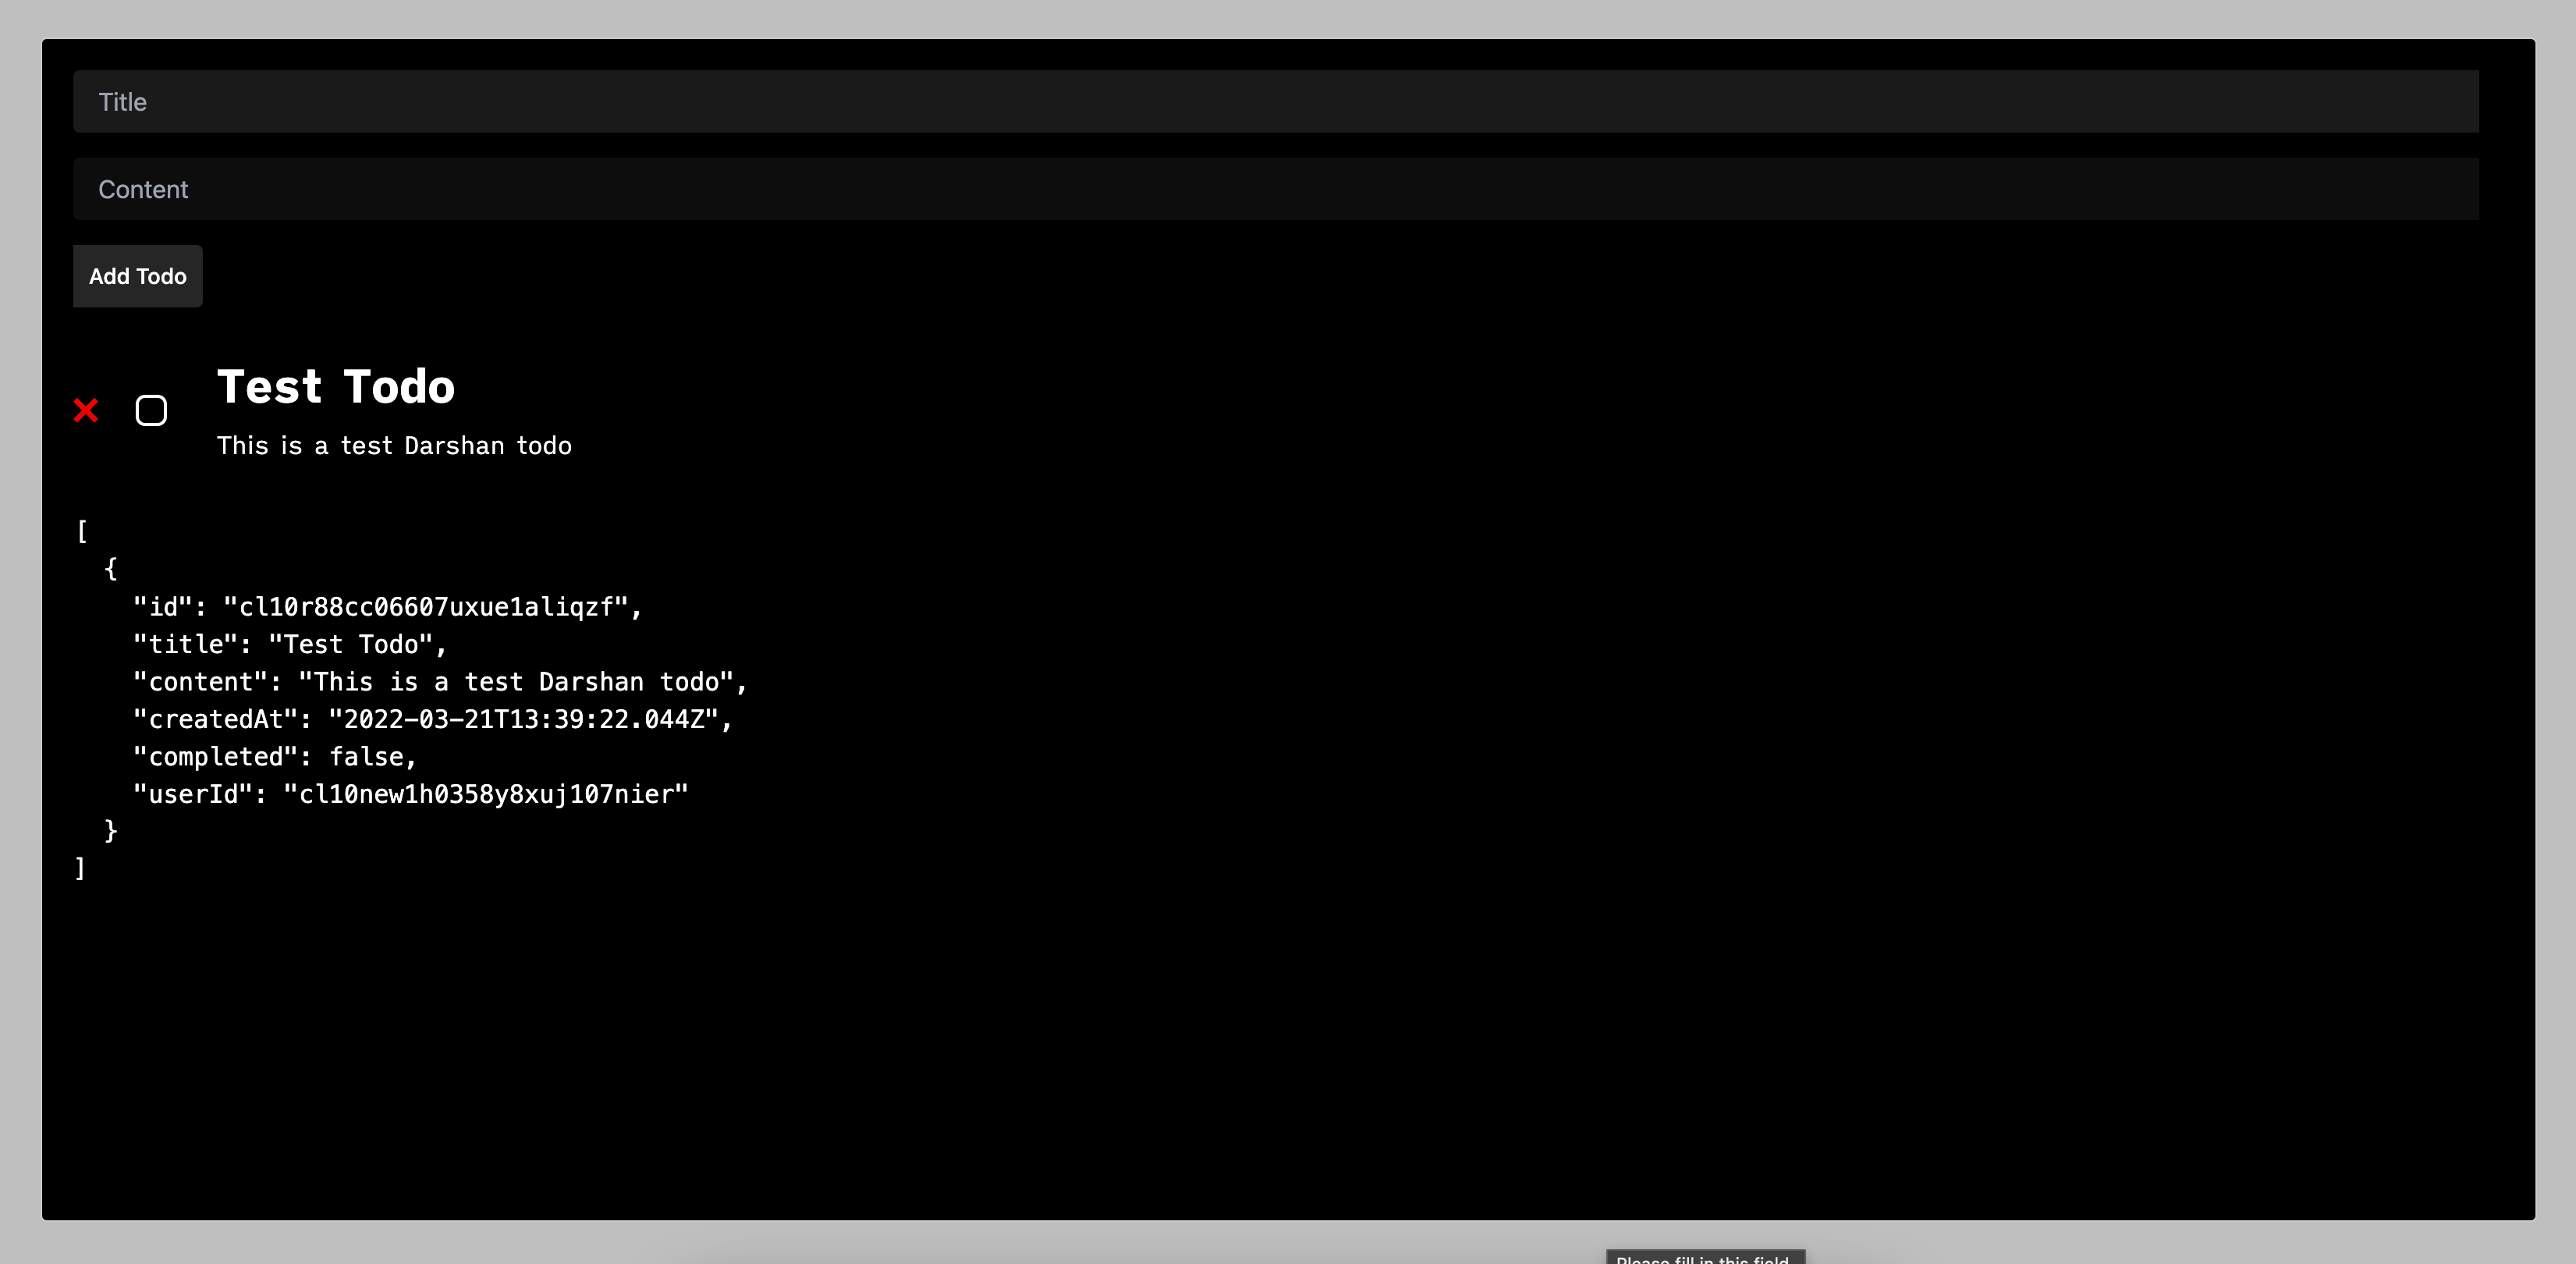 Title
Content
Add Todo
Test Todo
This is a test Darshan todo
[
  {
    "id": "cl10r88cc06607uxue1aliqzf",
    "title": "Test Todo",
    "content": "This is a test Darshan todo",
    "createdAt": "2022-03-21T13:39:22.044Z",
    "completed": false,
    "userId": "cl10new1h0358y8xuj107nier"
  }
]
Please fill in this field